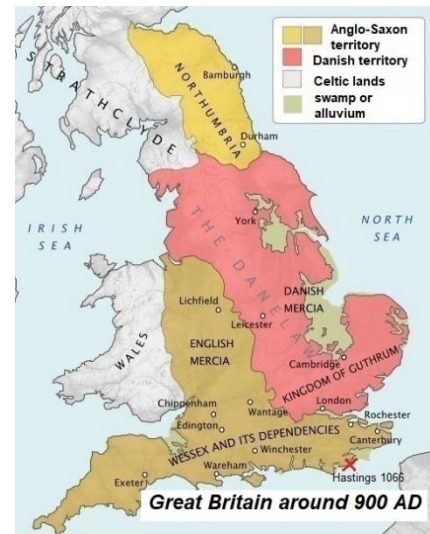 Anglo-Saxon
territory
Danish territory
Celtic lands
swamp or
alluvium
STRATHCLYDE
NORTHUMBRIA
Bamburgh
Durham
IRISH
SEA
NORTH
SEA
THE DANELAW
York
DANISH
MERCIA
Lichfield
Leicester
ENGLISH
MERCIA
WALES
Cambridge
KINGDOM OF GUTHRUM
London
Chippenham
Wantage
Rochester
Edington
Canterbury
WESSEX AND ITS DEPENDENCIES
Winchester
Wareham
Exeter
Hastings 1066
Great Britain around 900 AD